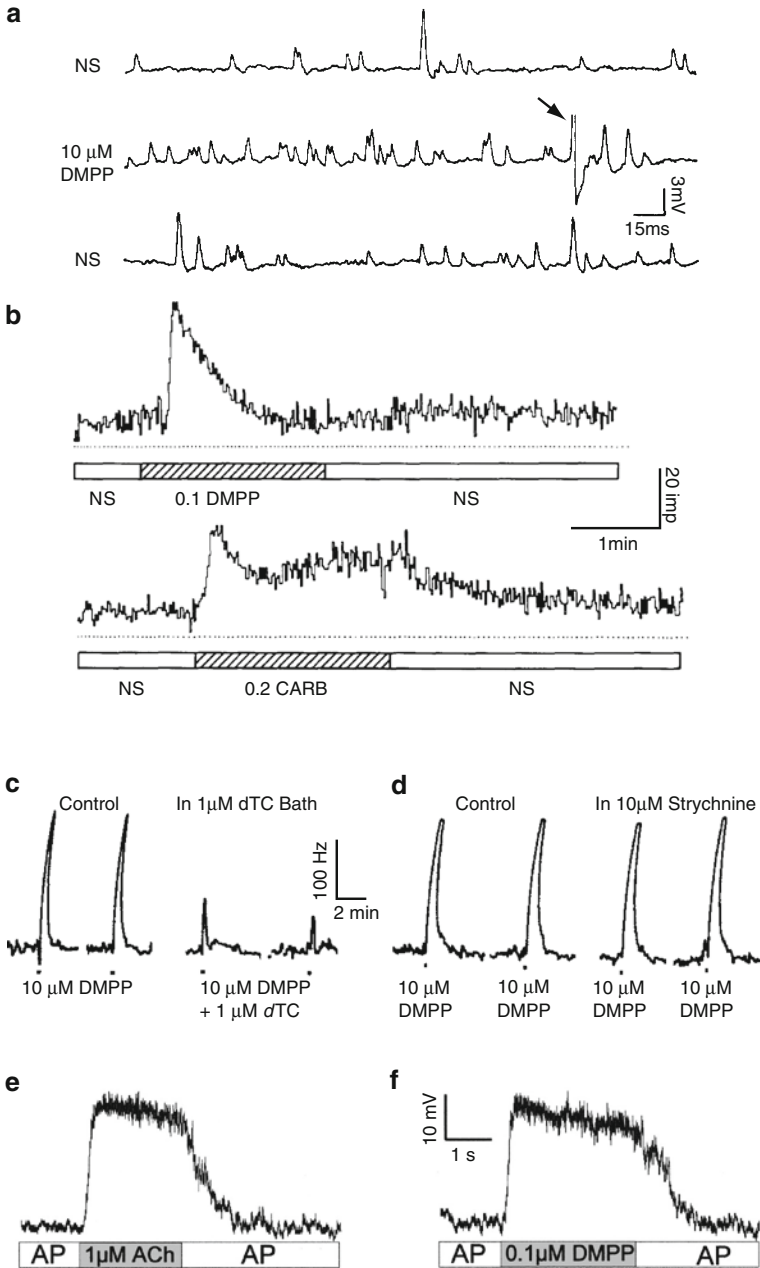 a
NS
10 µM
DMPP
3mV
15ms
NS
b
NS
0.1 DMPP
NS
20 imp
1min
NS
0.2 CARB
NS
c
Control
In 1µM dTC Bath
100 Hz
2 min
10 µM DMPP
10 µM DMPP
+ 1 µM dTC
d
Control
In 10µM Strychnine
10 µM
DMPP
10 µM
DMPP
10 µM
DMPP
10 µM
DMPP
e
AP
1µM ACh
AP
f
10 mV
1 s
AP
0.1µM DMPP
AP